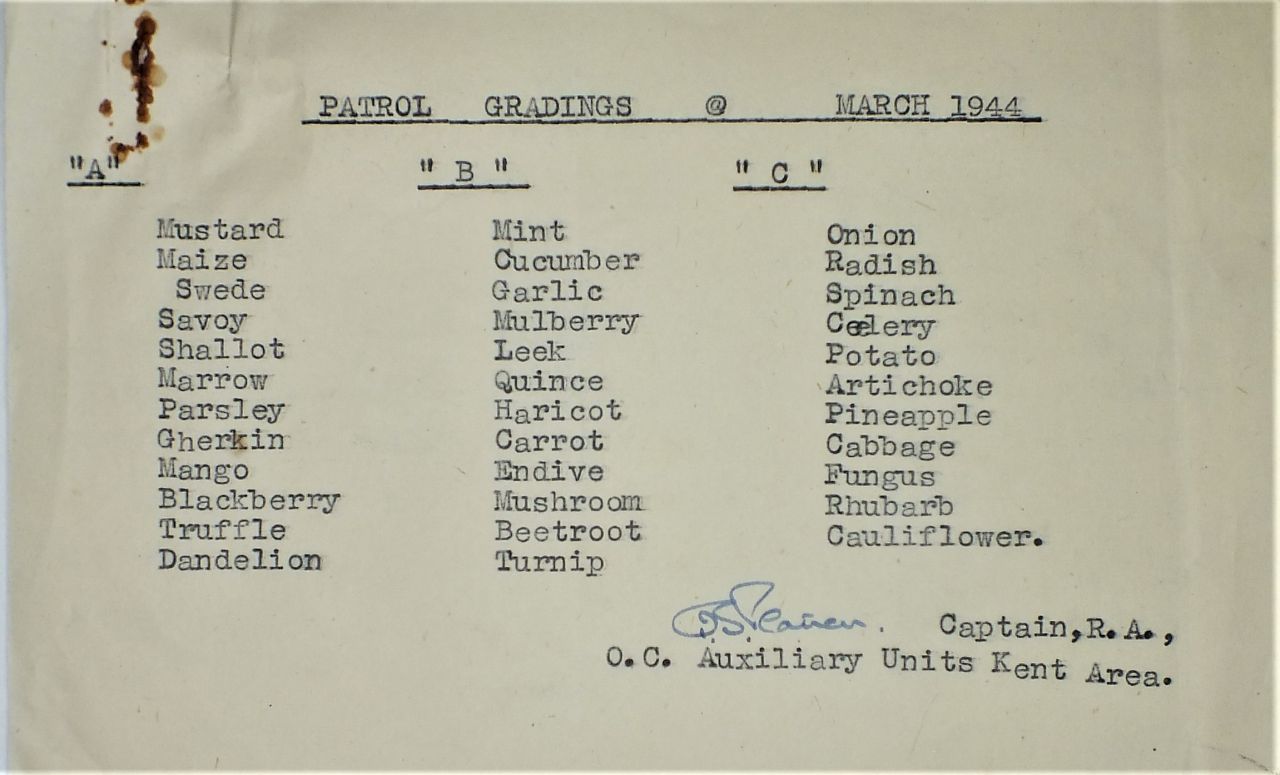 PATROL GRADINGS @ MARCH 1944
"A" " B " " C "
Mustard Mint Onion
Maize Cucumber Radish
Swede Garlic Spinach
Savoy Mulberry Celery
Shallot Leek Potato
Marrow Quince Artichoke
Parsley Haricot Pineapple
Gherkin Carrot Cabbage
Mango Endive Fungus
Blackberry Mushroom Rhubarb
Truffle Beetroot Cauliflower.
Dandelion Turnip
Captain,R.A.,
O.C. Auxiliary Units Kent Area.